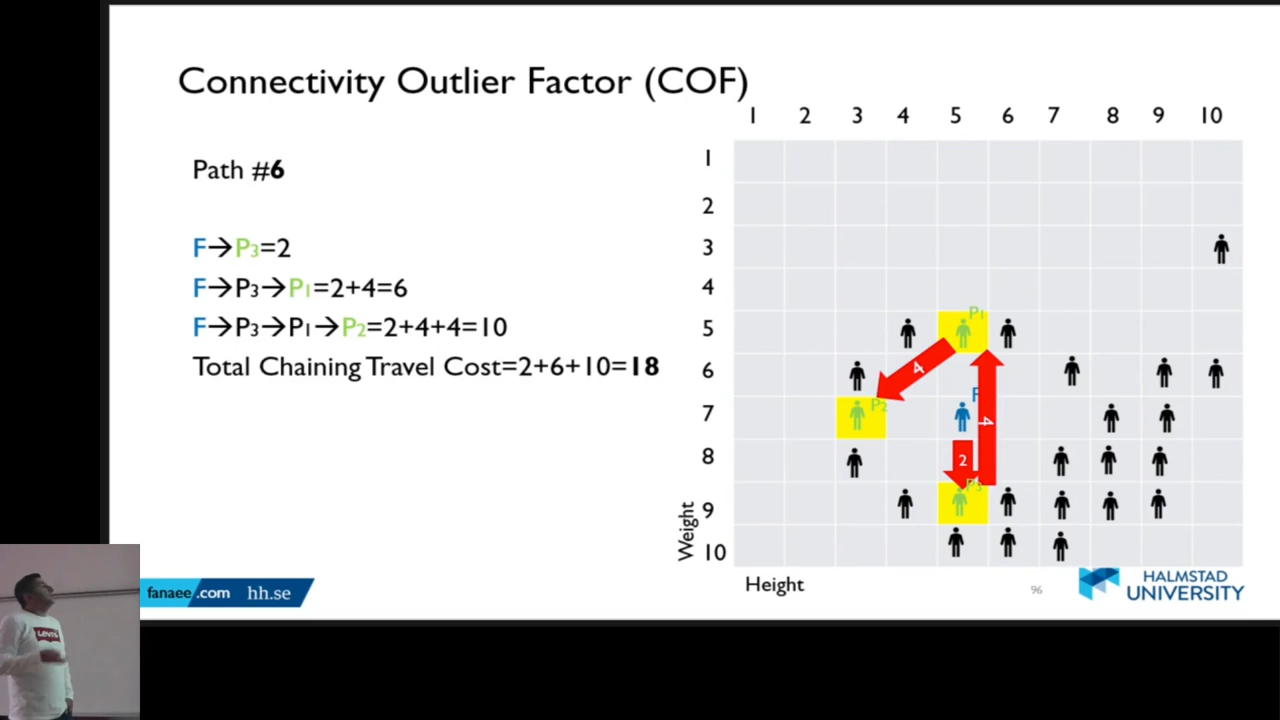 Connectivity Outlier Factor (COF)
Path #6
F→P3=2
F→P3→P1=2+4=6
F→P3→P1→P2=2+4+4=10
Total Chaining Travel Cost=2+6+10=18
1 2 3 4 5 6 7 8 9 10
1
2
3
4
5
6
7
8
9
10
P1
4
P2
F
4
2
P3
Weight
Height
96
HALMSTAD
UNIVERSITY
fanaee.com hh.se
LEVI'S